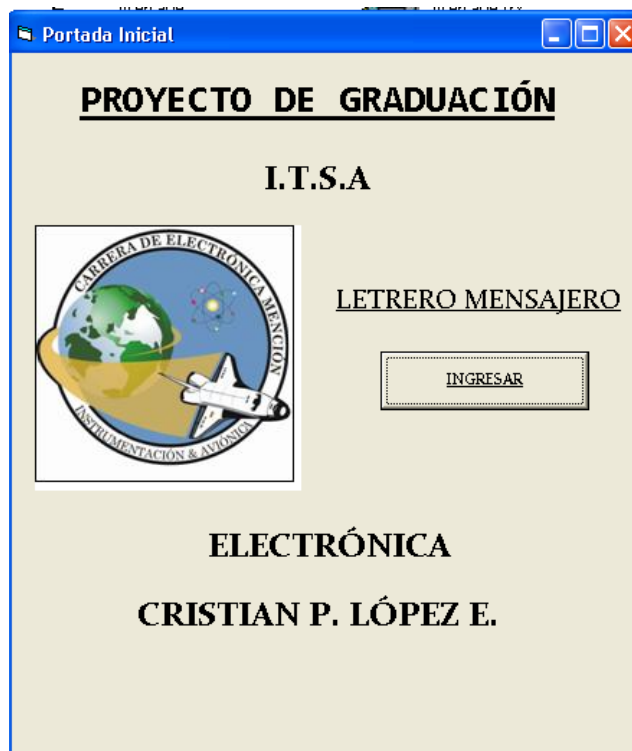 Portada Inicial
PROYECTO DE GRADUACIÓN
I.T.S.A
CARRERA DE ELECTRÓNICA MENCIÓN
INSTRUMENTACIÓN & AVIÓNICA
LETRERO MENSAJERO
INGRESAR
ELECTRÓNICA
CRISTIAN P. LÓPEZ E.